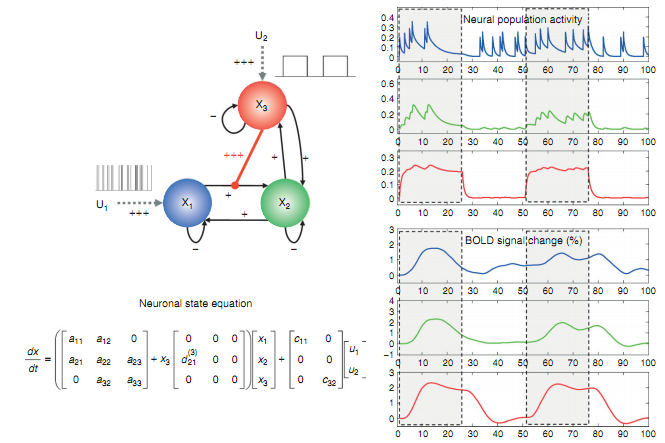 U2
+++
X3
–
+++
+
+
+
U1
+++
X1
X2
+
–
–
Neuronal state equation
dx/dt = ( [ a11 a12 0
a21 a22 a23
0 a32 a33 ] + x3 [ 0 0 0
d21(3) 0 0
0 0 0 ] ) [ x1
x2
x3 ] + [ c11 0
0 0
0 c32 ] [ u1
u2
Neural population activity
0.4
0.3
0.2
0.1
0
0 10 20 30 40 50 60 70 80 90 100
0.6
0.4
0.2
0
0 10 20 30 40 50 60 70 80 90 100
0.3
0.2
0.1
0
0 10 20 30 40 50 60 70 80 90 100
BOLD signal change (%)
3
2
1
0
0 10 20 30 40 50 60 70 80 90 100
4
3
2
1
0
−1
0 10 20 30 40 50 60 70 80 90 100
3
2
1
0
0 10 20 30 40 50 60 70 80 90 100